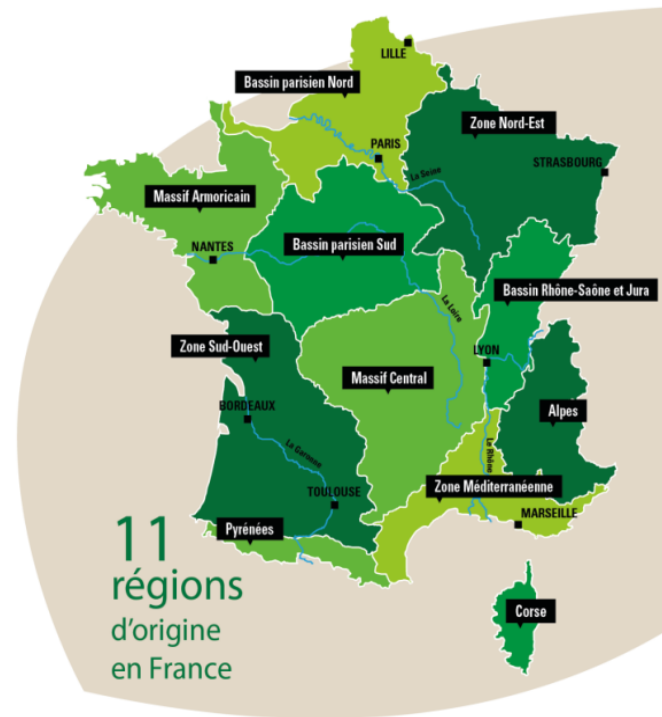 LILLE
Bassin parisien Nord
Zone Nord-Est
PARIS
STRASBOURG
La Seine
Massif Armoricain
NANTES
Bassin parisien Sud
Bassin Rhône-Saône et Jura
La Loire
Zone Sud-Ouest
LYON
Massif Central
Alpes
BORDEAUX
La Garonne
Le Rhône
Zone Méditerranéenne
TOULOUSE
MARSEILLE
Pyrénées
11
régions
d'origine
en France
Corse